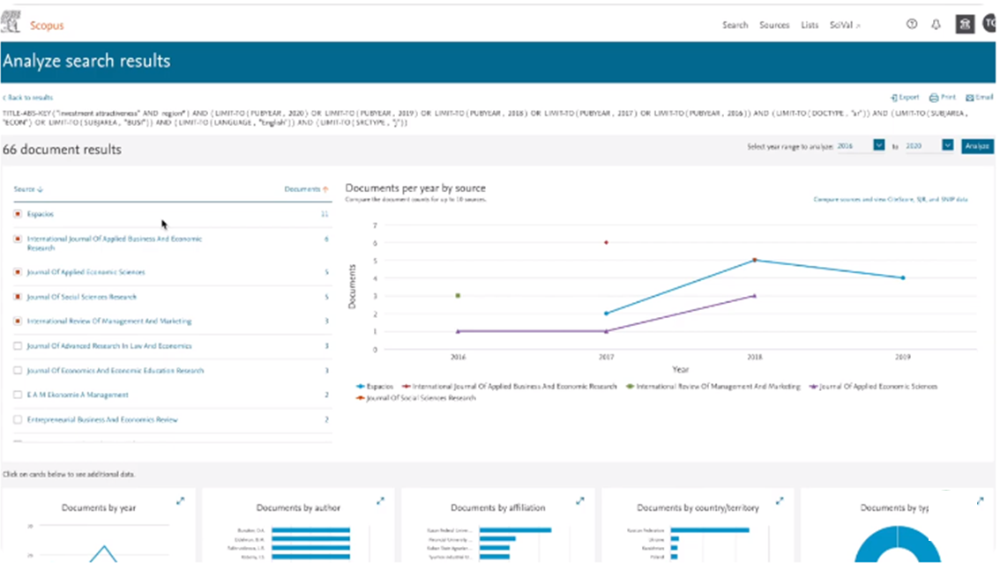 Scopus
Search Sources Lists SciVal
TC
Analyze search results
< Back to results
Export Print Email
TITLE-ABS-KEY ( "investment attractiveness" AND region* ) AND ( LIMIT-TO ( PUBYEAR , 2020 ) OR LIMIT-TO ( PUBYEAR , 2019 ) OR LIMIT-TO ( PUBYEAR , 2018 ) OR LIMIT-TO ( PUBYEAR , 2017 ) OR LIMIT-TO ( PUBYEAR , 2016 ) ) AND ( LIMIT-TO ( DOCTYPE , "ar" ) ) AND ( LIMIT-TO ( SUBJAREA ,
"ECON" ) OR LIMIT-TO ( SUBJAREA , "BUSI" ) ) AND ( LIMIT-TO ( LANGUAGE , "English" ) ) AND ( LIMIT-TO ( SRCTYPE , "j" ) )
66 document results
Select year range to analyze: 2016 to 2020 Analyze
Source Documents
Espacios 11
International Journal Of Applied Business And Economic 6
Research
Journal Of Applied Economic Sciences 5
Journal Of Social Sciences Research 5
International Review Of Management And Marketing 3
Journal Of Advanced Research In Law And Economics 3
Journal Of Economics And Economic Education Research 3
E A M Ekonomie A Management 2
Entrepreneurial Business And Economics Review 2
Documents per year by source
Compare the document counts for up to 10 sources.
Compare sources and view CiteScore, SJR, and SNIP data
Documents
7
6
5
4
3
2
1
0
2016 2017 2018 2019
Year
Espacios International Journal Of Applied Business And Economic Research International Review Of Management And Marketing Journal Of Applied Economic Sciences
Journal Of Social Sciences Research
Click on cards below to see additional data.
Documents by year
Documents by author
Documents by affiliation
Kazan Federal Unive...
Financial University ...
Documents by country/territory
Russian Federation
Ukraine
Kazakhstan
Poland
Documents by typ